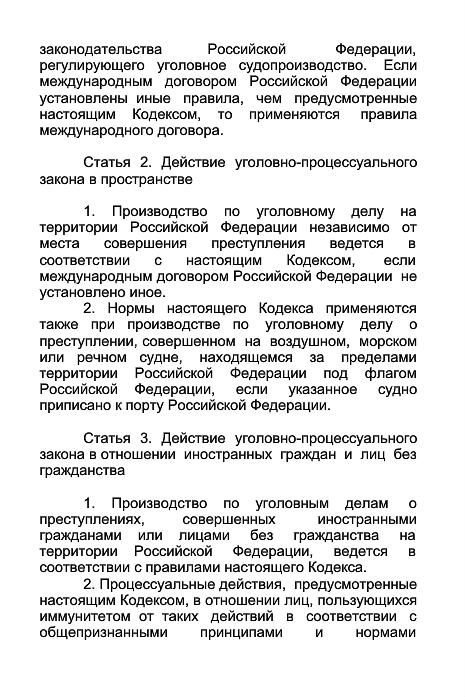 законодательства Российской Федерации,
регулирующего уголовное судопроизводство. Если
международным договором Российской Федерации
установлены иные правила, чем предусмотренные
настоящим Кодексом, то применяются правила
международного договора.
Статья 2. Действие уголовно-процессуального
закона в пространстве
1. Производство по уголовному делу на
территории Российской Федерации независимо от
места совершения преступления ведется в
соответствии с настоящим Кодексом, если
международным договором Российской Федерации не
установлено иное.
2. Нормы настоящего Кодекса применяются
также при производстве по уголовному делу о
преступлении, совершенном на воздушном, морском
или речном судне, находящемся за пределами
территории Российской Федерации под флагом
Российской Федерации, если указанное судно
приписано к порту Российской Федерации.
Статья 3. Действие уголовно-процессуального
закона в отношении иностранных граждан и лиц без
гражданства
1. Производство по уголовным делам о
преступлениях, совершенных иностранными
гражданами или лицами без гражданства на
территории Российской Федерации, ведется в
соответствии с правилами настоящего Кодекса.
2. Процессуальные действия, предусмотренные
настоящим Кодексом, в отношении лиц, пользующихся
иммунитетом от таких действий в соответствии с
общепризнанными принципами и нормами